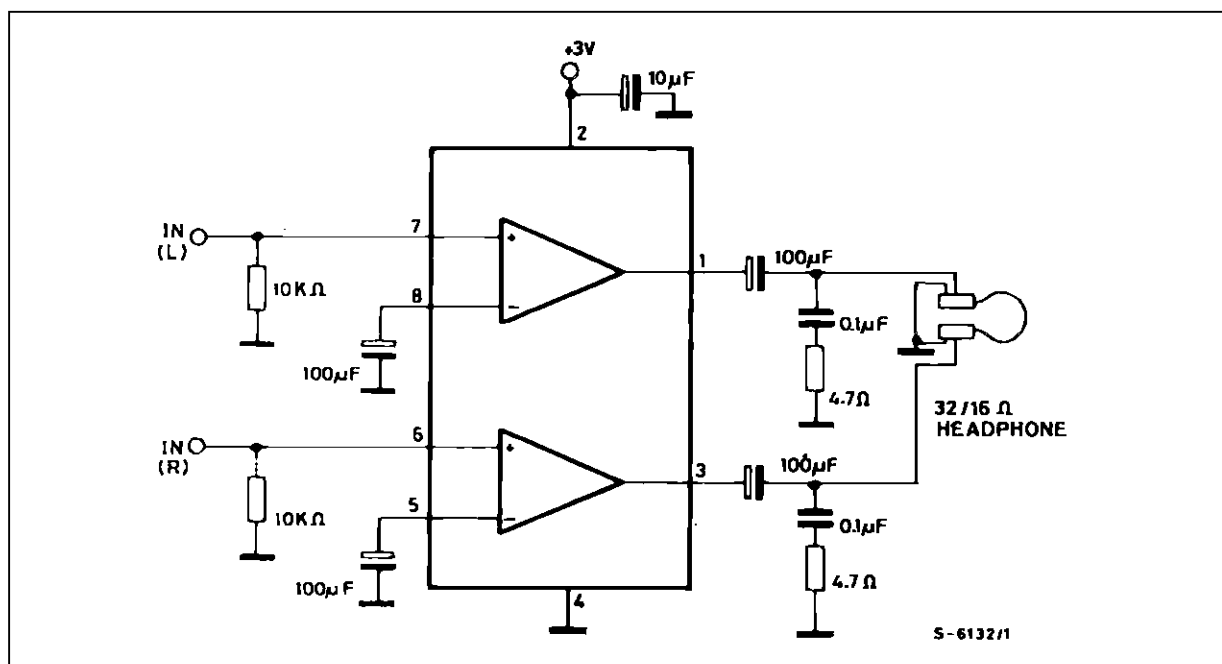 +3V
10µF
2
IN
(L)
7
10KΩ
8
100µF
1
100µF
0.1µF
4.7Ω
32/16 Ω
HEADPHONE
IN
(R)
6
10KΩ
5
100µF
3
100µF
0.1µF
4.7Ω
4
S-6132/1
+
−
+
−